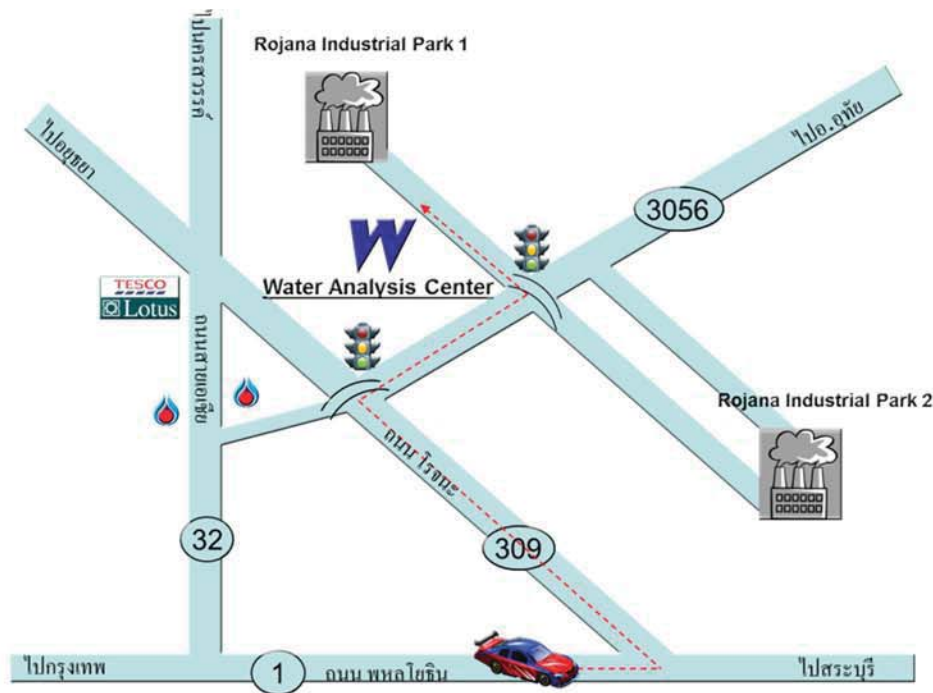 ไปนครสวรรค์
Rojana Industrial Park 1
ไปอยุธยา
ไปอ.อุทัย
3056
W
Water Analysis Center
TESCO
Lotus
ถนนสายเอเซีย
Rojana Industrial Park 2
ถนน โรจนะ
32
309
ไปกรุงเทพ
1
ถนน พหลโยธิน
ไปสระบุรี